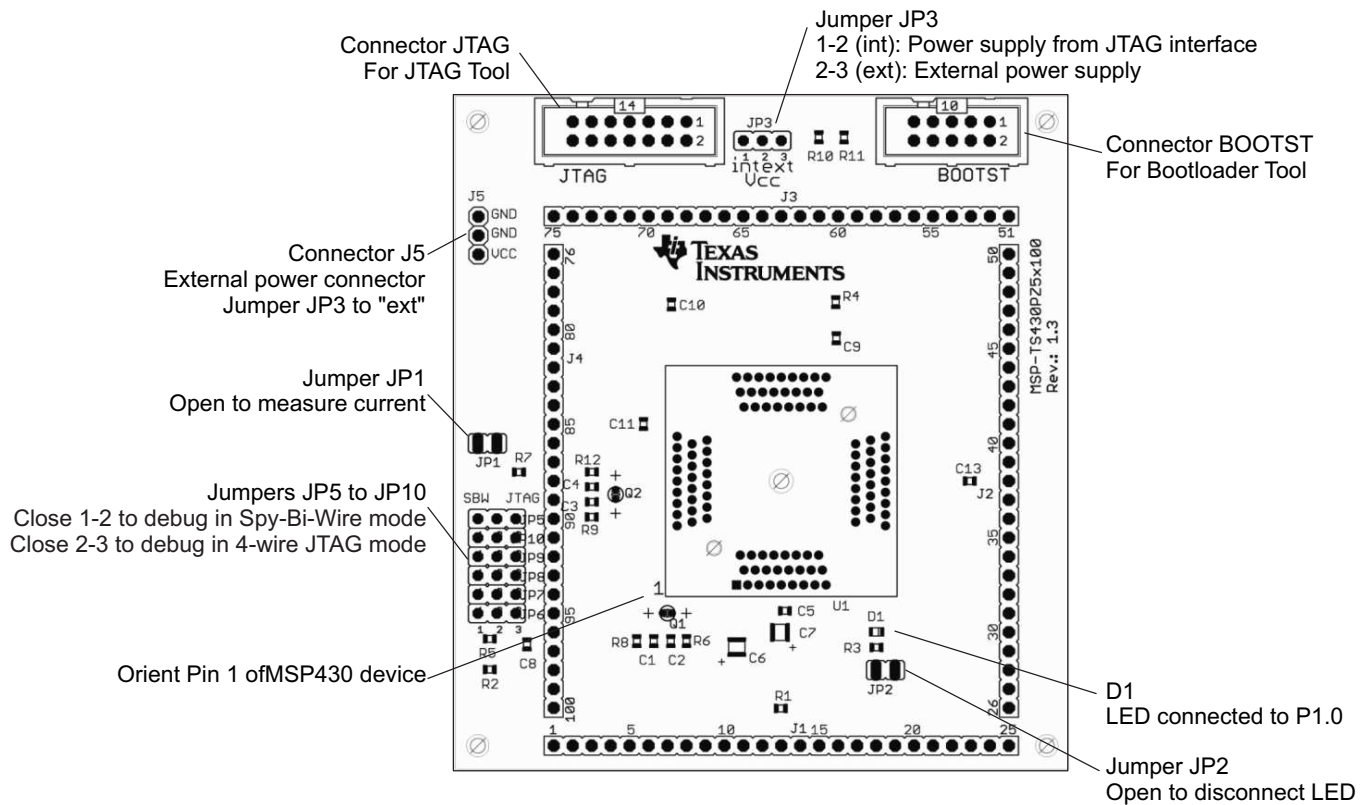 Jumper JP3
1-2 (int): Power supply from JTAG interface
2-3 (ext): External power supply
Connector JTAG
For JTAG Tool
Connector BOOTST
For Bootloader Tool
14
1
2
JTAG
JP3
1 2 3
int ext
Vcc
R10 R11
10
1
2
BOOTST
J5
GND
GND
VCC
J3
75 70 65 60 55 51
Connector J5
External power connector
Jumper JP3 to "ext"
TEXAS
INSTRUMENTS
76
80
J4
85
90
95
100
50
45
40
J2
35
30
26
MSP-TS430PZ5x100
Rev.: 1.3
C10
R4
C9
C11
C13
Jumper JP1
Open to measure current
JP1
R7
R12
C4
C3
R9
Q2
Jumpers JP5 to JP10
Close 1-2 to debug in Spy-Bi-Wire mode
Close 2-3 to debug in 4-wire JTAG mode
SBW JTAG
JP5
JP10
JP9
JP8
JP7
JP6
1 2 3
R5
C8
R2
1
U1
+ +
Q1
R8 C1 C2 R6
C5
C7
C6
D1
R3
JP2
R1
Orient Pin 1 ofMSP430 device
D1
LED connected to P1.0
1 5 10 J1 15 20 25
Jumper JP2
Open to disconnect LED